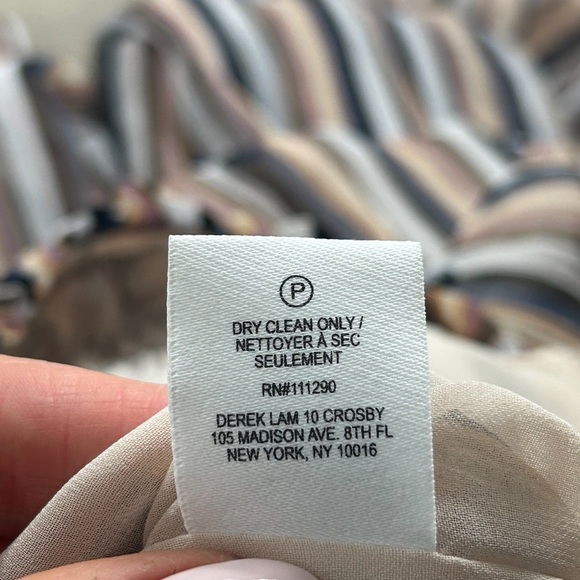 P
DRY CLEAN ONLY /
NETTOYER À SEC
SEULEMENT
RN#111290
DEREK LAM 10 CROSBY
105 MADISON AVE. 8TH FL
NEW YORK, NY 10016